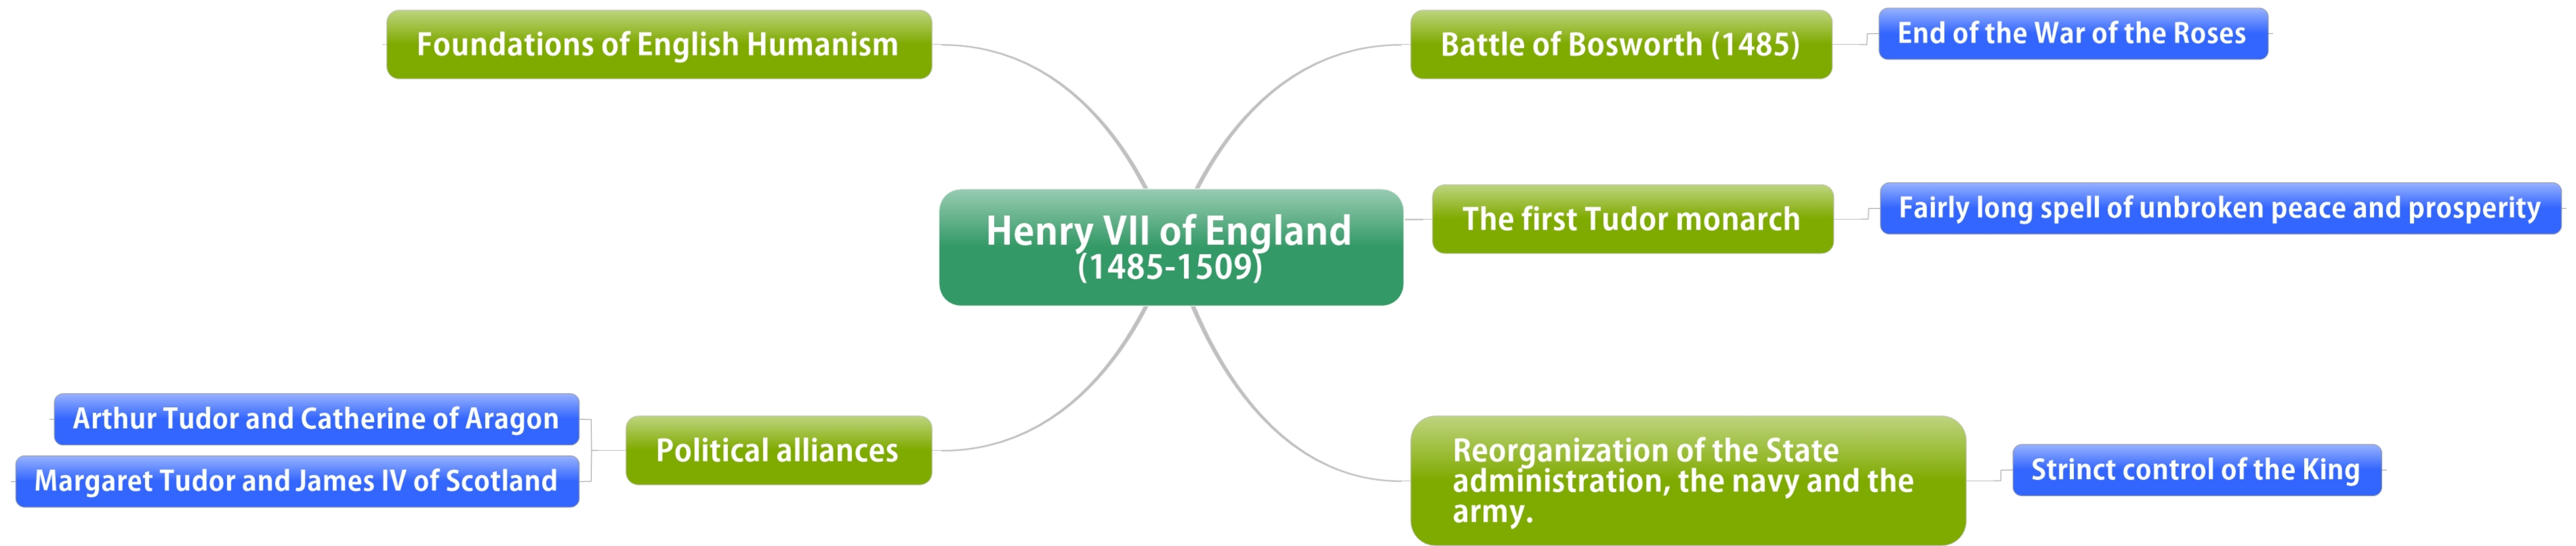 Foundations of English Humanism
Battle of Bosworth (1485)
End of the War of the Roses
Henry VII of England
(1485-1509)
The first Tudor monarch
Fairly long spell of unbroken peace and prosperity
Arthur Tudor and Catherine of Aragon
Margaret Tudor and James IV of Scotland
Political alliances
Reorganization of the State
administration, the navy and the
army.
Strinct control of the King